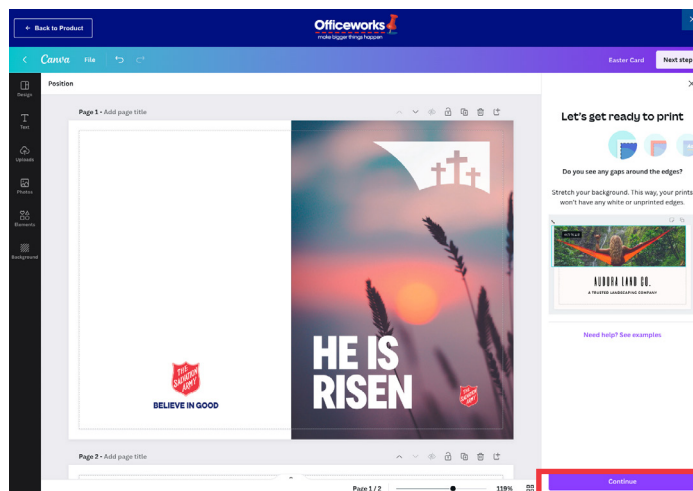 ← Back to Product
Officeworks
make bigger things happen
Canva
File
Easter Card
Next step
Design
Text
Uploads
Photos
Elements
Background
Position
Page 1 - Add page title
THE
SALVATION
ARMY
BELIEVE IN GOOD
HE IS
RISEN
Page 2 - Add page title
Page 1 / 2
119%
Let's get ready to print
Do you see any gaps around the edges?
Stretch your background. This way, your prints
won't have any white or unprinted edges.
AURORA LAND CO.
A TRUSTED LANDSCAPING COMPANY
Need help? See examples
Continue